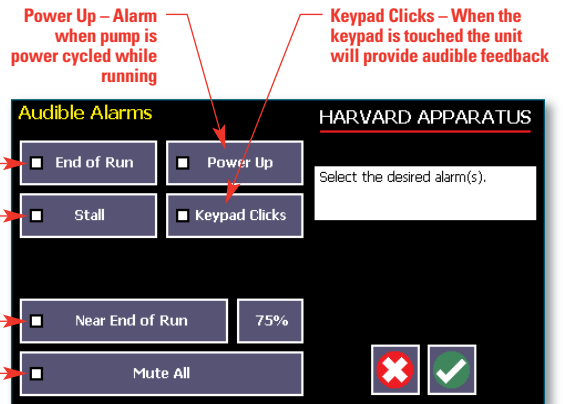 Power Up – Alarm
when pump is
power cycled while
running
Keypad Clicks – When the
keypad is touched the unit
will provide audible feedback
Audible Alarms
HARVARD APPARATUS
End of Run
Power Up
Select the desired alarm(s).
Stall
Keypad Clicks
Near End of Run
75%
Mute All